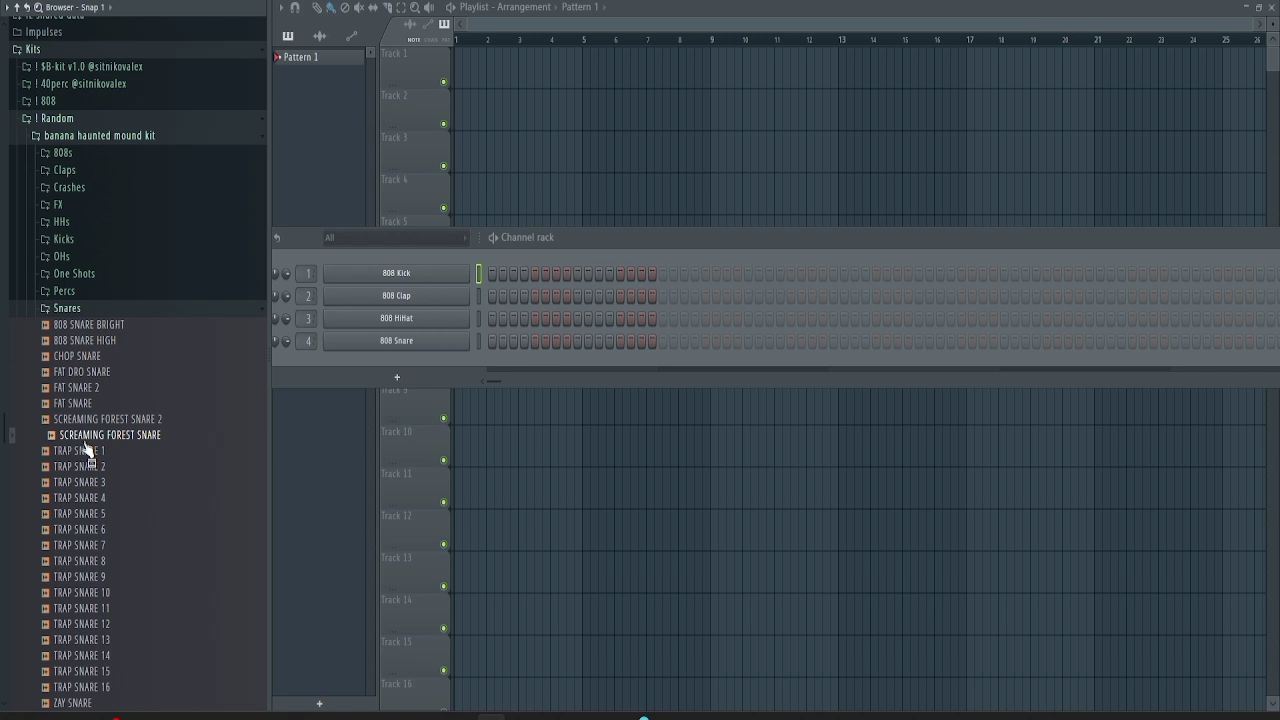 Browser - Snap 1
Playlist - Arrangement › Pattern 1 ›
Impulses
Kits
! $B-kit v1.0 @sitnikovalex
! 40perc @sitnikovalex
! 808
! Random
banana haunted mound kit
808s
Claps
Crashes
FX
HHs
Kicks
OHs
One Shots
Percs
Snares
808 SNARE BRIGHT
808 SNARE HIGH
CHOP SNARE
FAT DRO SNARE
FAT SNARE 2
FAT SNARE
SCREAMING FOREST SNARE 2
SCREAMING FOREST SNARE
TRAP SNARE 1
TRAP SNARE 2
TRAP SNARE 3
TRAP SNARE 4
TRAP SNARE 5
TRAP SNARE 6
TRAP SNARE 7
TRAP SNARE 8
TRAP SNARE 9
TRAP SNARE 10
TRAP SNARE 11
TRAP SNARE 12
TRAP SNARE 13
TRAP SNARE 14
TRAP SNARE 15
TRAP SNARE 16
ZAY SNARE
Pattern 1
NOTE
1 2 3 4 5 6 7 8 9 10 11 12 13 14 15 16 17 18 19 20 21 22 23 24 25 26
Track 1
Track 2
Track 3
Track 4
Track 5
All
Channel rack
1 808 Kick
2 808 Clap
3 808 HiHat
4 808 Snare
+
Track 10
Track 11
Track 12
Track 13
Track 14
Track 15
Track 16
+